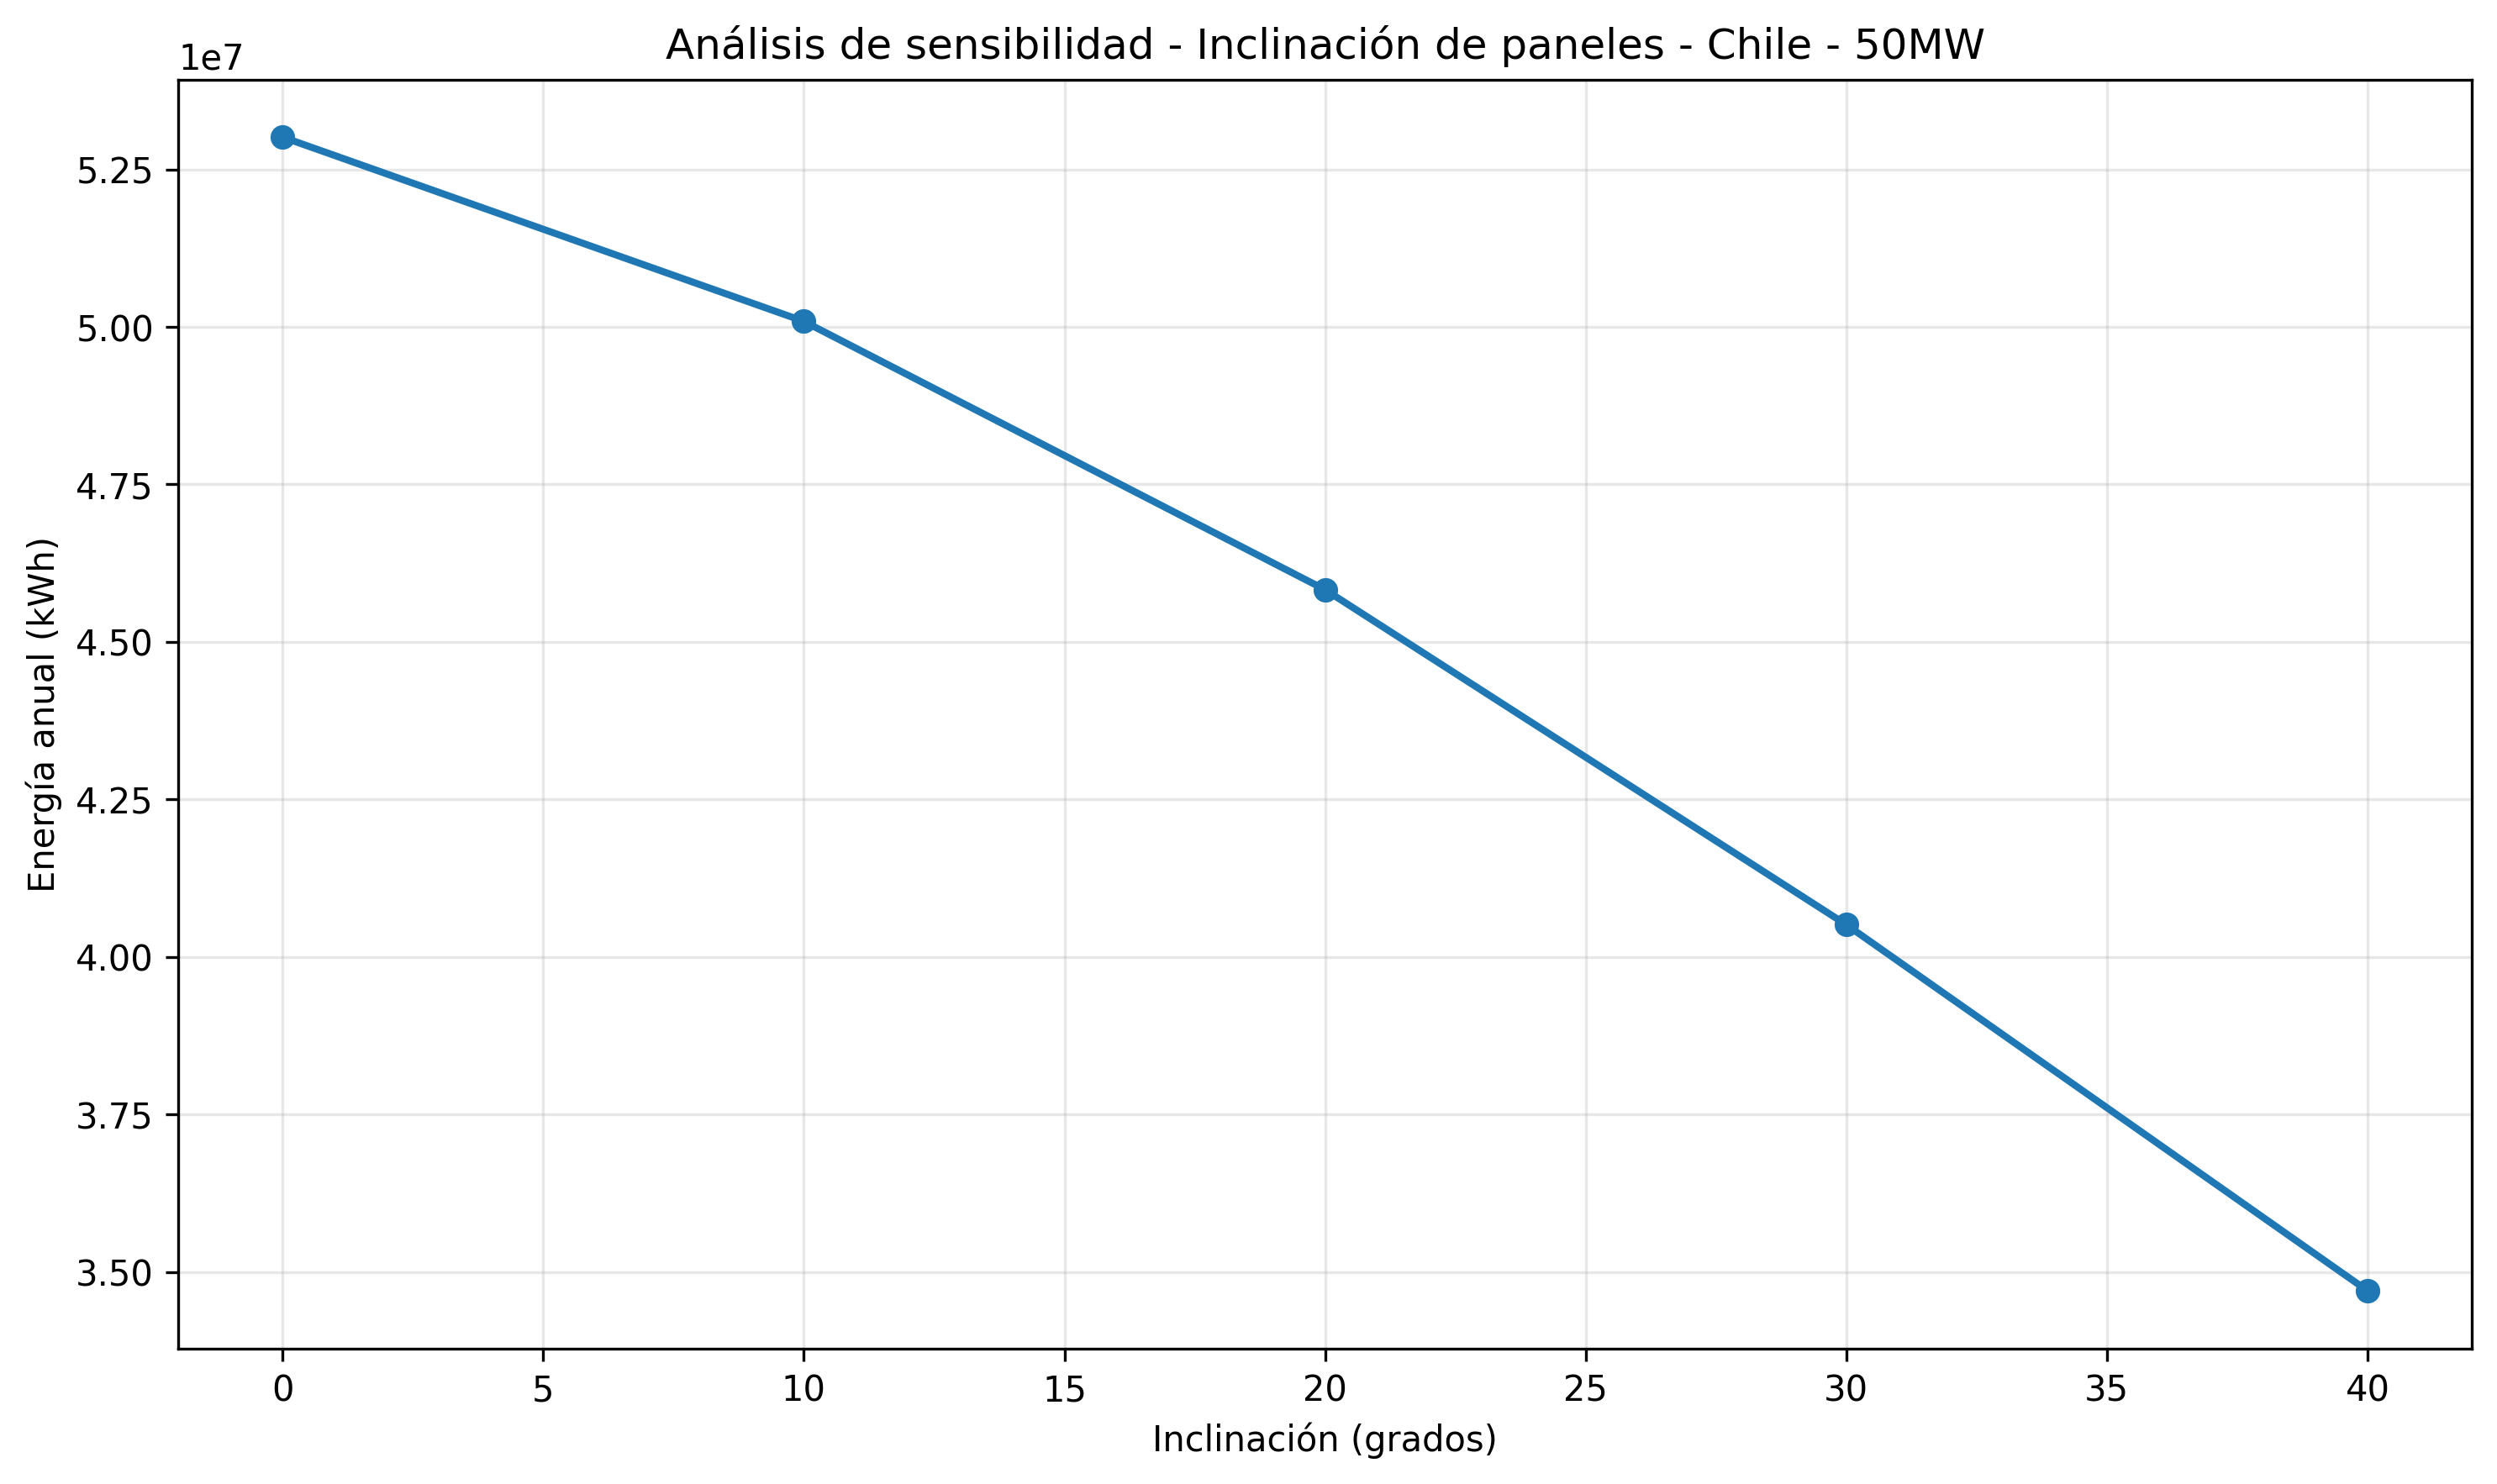 Análisis de sensibilidad - Inclinación de paneles - Chile - 50MW
1e7
5.25
5.00
4.75
4.50
4.25
4.00
3.75
3.50
Energía anual (kWh)
0 5 10 15 20 25 30 35 40
Inclinación (grados)